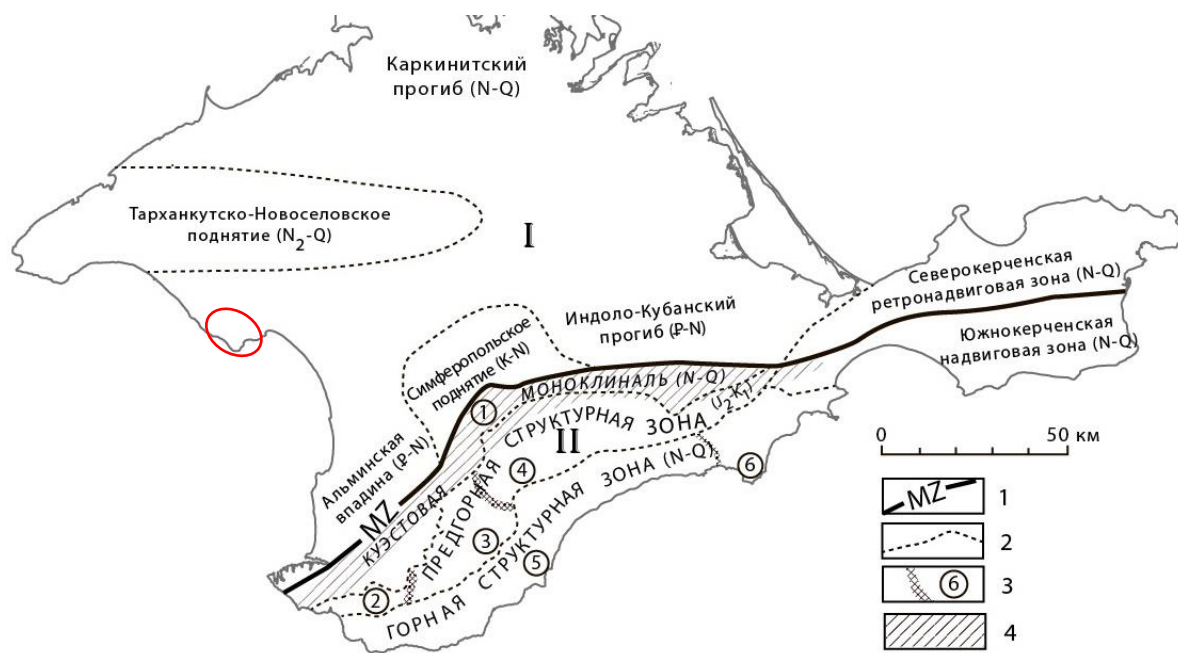 Каркинитский
прогиб (N-Q)
Тарханкутско-Новоселовское
поднятие (N2-Q)
I
Северокерченская
ретронадвиговая зона (N-Q)
Индоло-Кубанский
прогиб (₽-N)
Южнокерченская
надвиговая зона (N-Q)
Симферопольское
поднятие (K-N)
Альминская
впадина (₽-N)
MZ
КУЭСТОВАЯ МОНОКЛИНАЛЬ (N-Q)
ПРЕДГОРНАЯ СТРУКТУРНАЯ ЗОНА (J2-K1)
II
ГОРНАЯ СТРУКТУРНАЯ ЗОНА (N-Q)
1
2
3
4
5
6
0 50 км
MZ 1
2
6 3
4